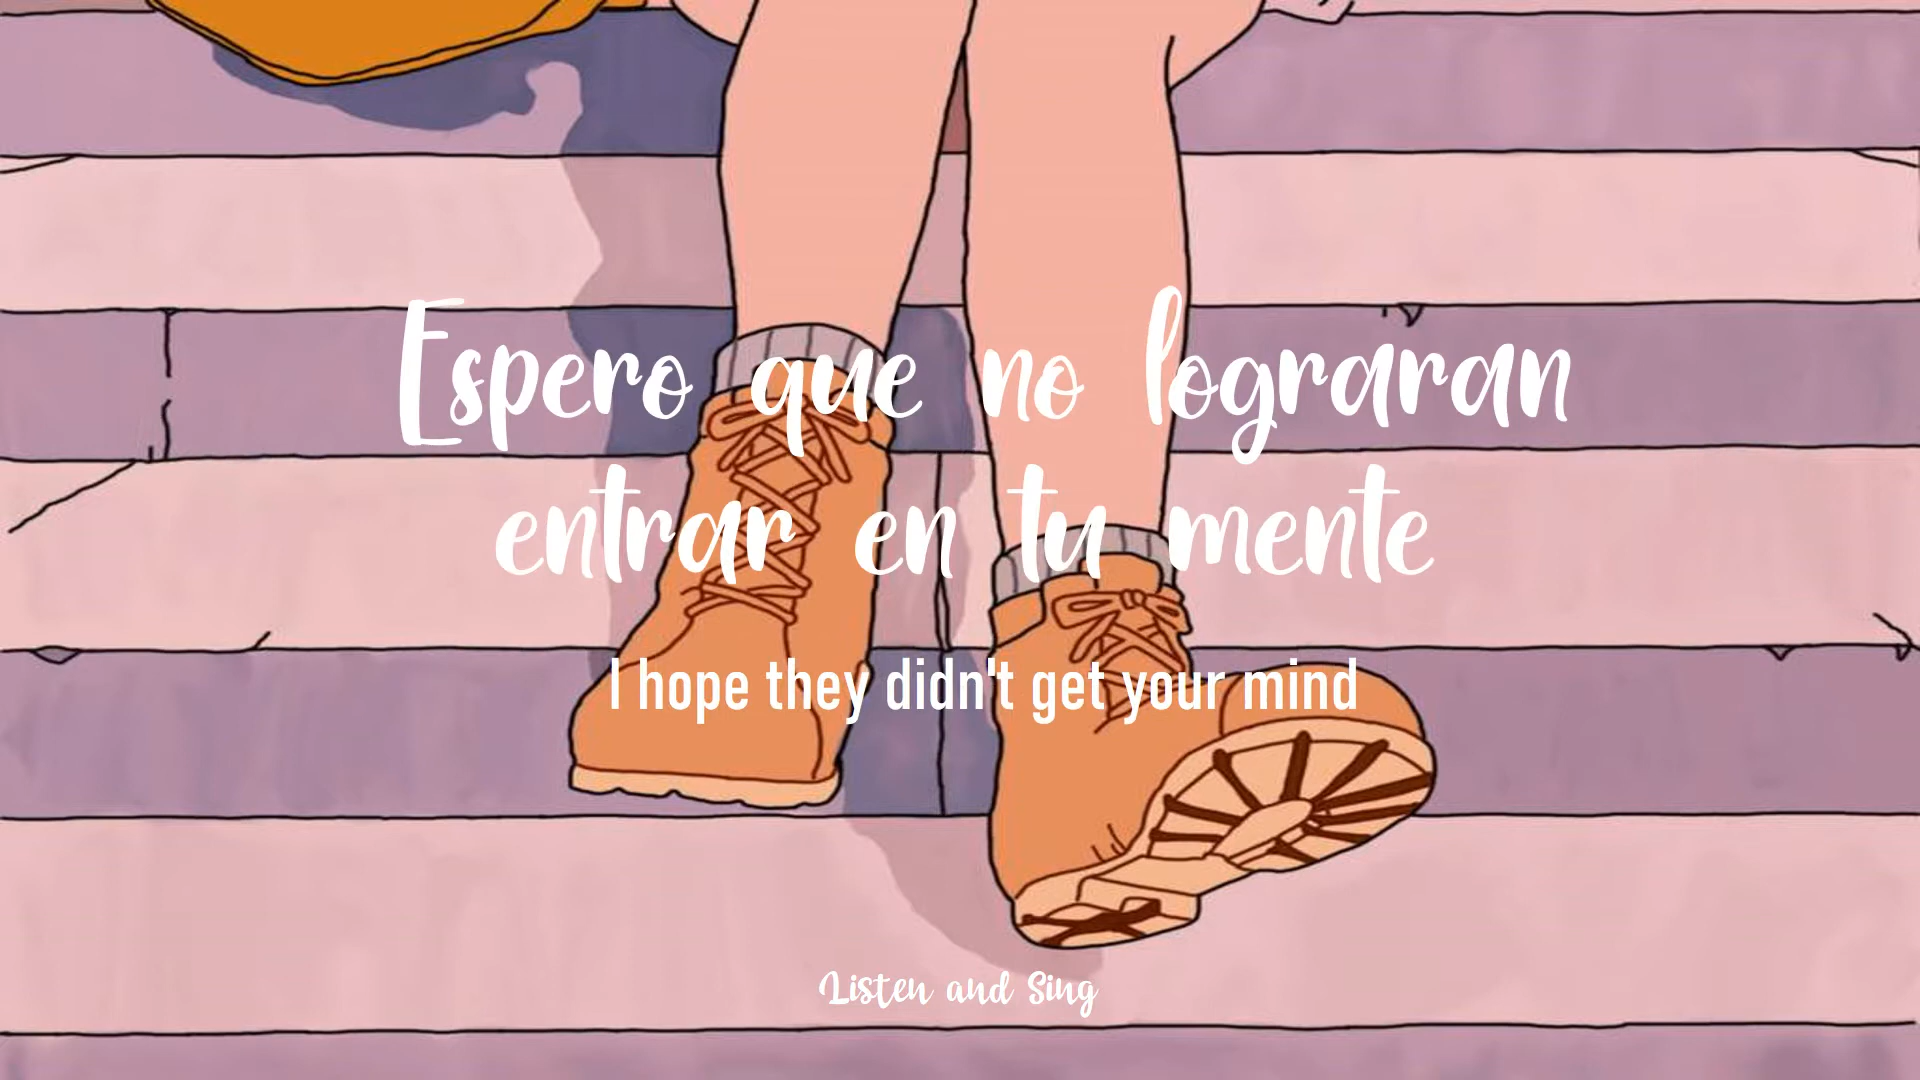 Espero que no lograran
entrar en tu mente
I hope they didn't get your mind
Listen and Sing